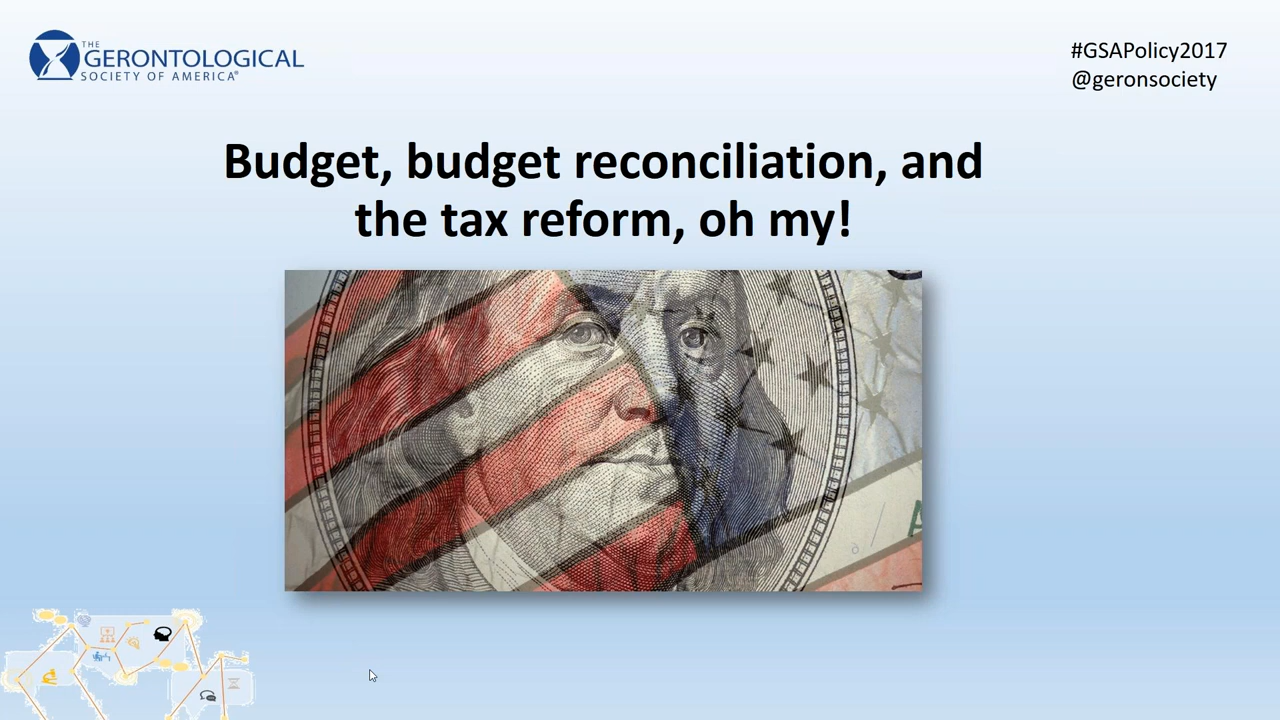 THE
GERONTOLOGICAL
SOCIETY OF AMERICA®
#GSAPolicy2017
@geronsociety
Budget, budget reconciliation, and
the tax reform, oh my!